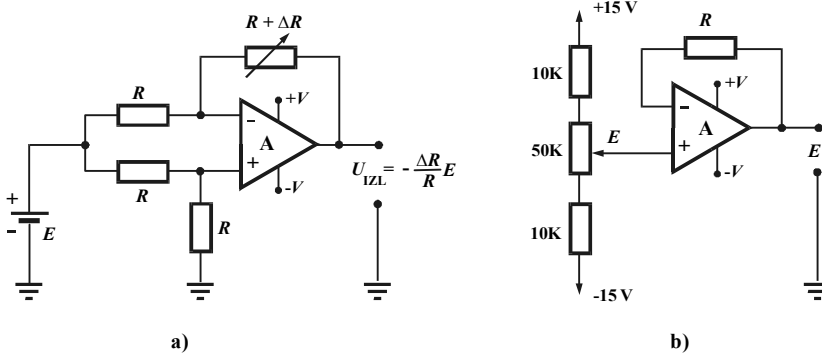 R + ΔR
R
+V
-
A
+
R
-V
U_IZL = - ΔR/R E
+
-
E
R
a)
+15 V
R
10K
+V
-
E
A
50K
+
E
-V
10K
-15 V
b)